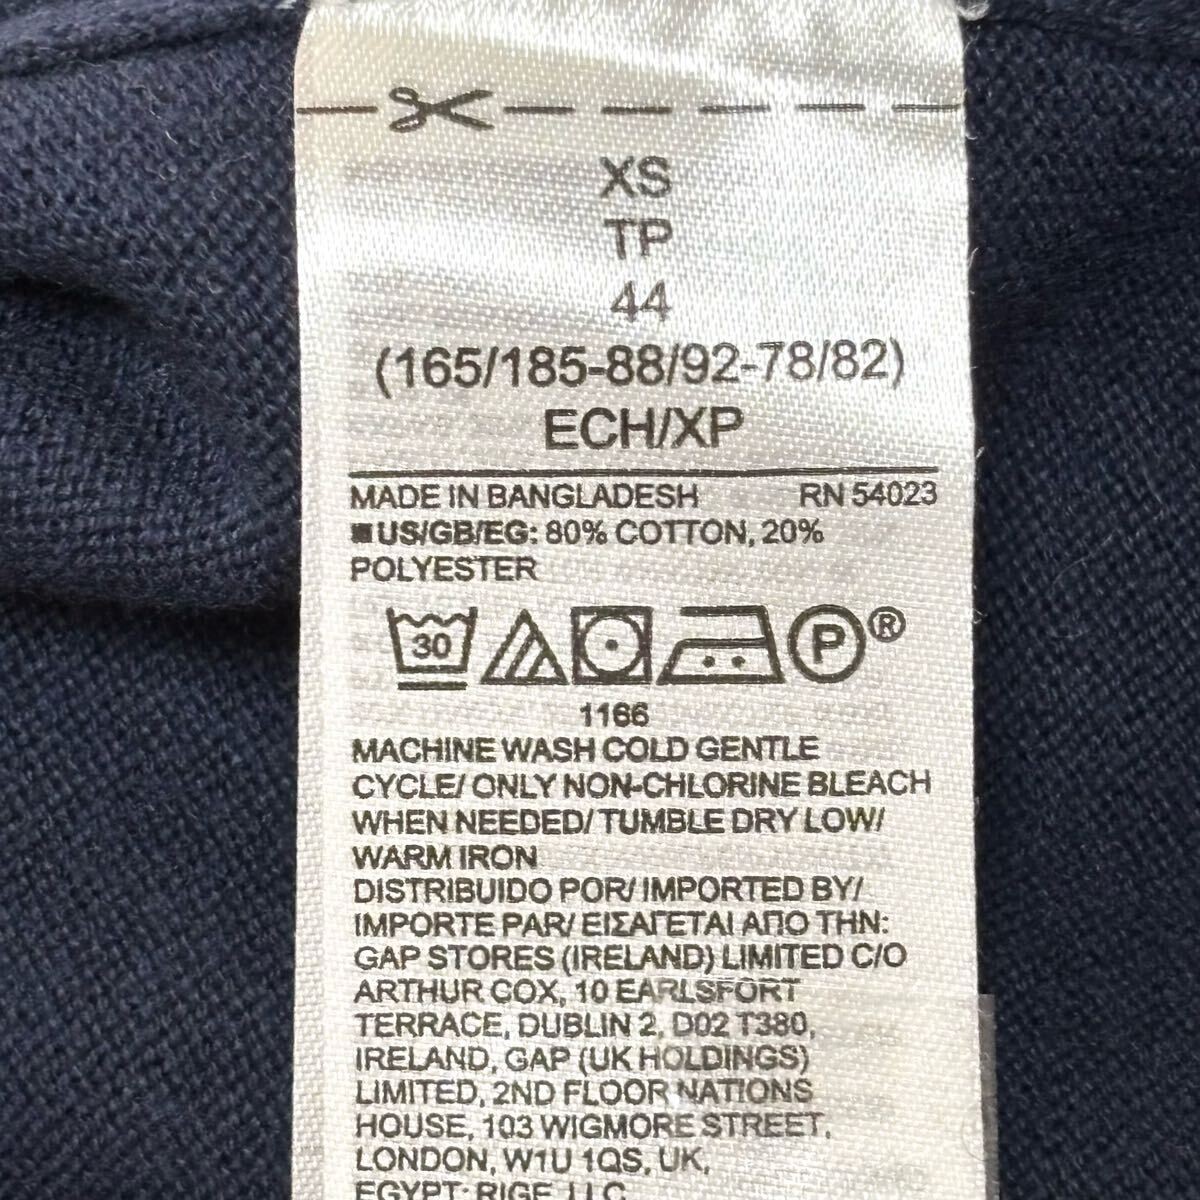 XS
TP
44
(165/185-88/92-78/82)
ECH/XP
MADE IN BANGLADESH RN 54023
■ US/GB/EG: 80% COTTON, 20%
POLYESTER
30 P ®
1166
MACHINE WASH COLD GENTLE
CYCLE/ ONLY NON-CHLORINE BLEACH
WHEN NEEDED/ TUMBLE DRY LOW/
WARM IRON
DISTRIBUIDO POR/ IMPORTED BY/
IMPORTE PAR/ ΕΙΣΑΓΕΤΑΙ ΑΠΟ ΤΗΝ:
GAP STORES (IRELAND) LIMITED C/O
ARTHUR COX, 10 EARLSFORT
TERRACE, DUBLIN 2, D02 T380,
IRELAND, GAP (UK HOLDINGS)
LIMITED, 2ND FLOOR NATIONS
HOUSE, 103 WIGMORE STREET,
LONDON, W1U 1QS, UK,
EGYPT: RIGE, LLC